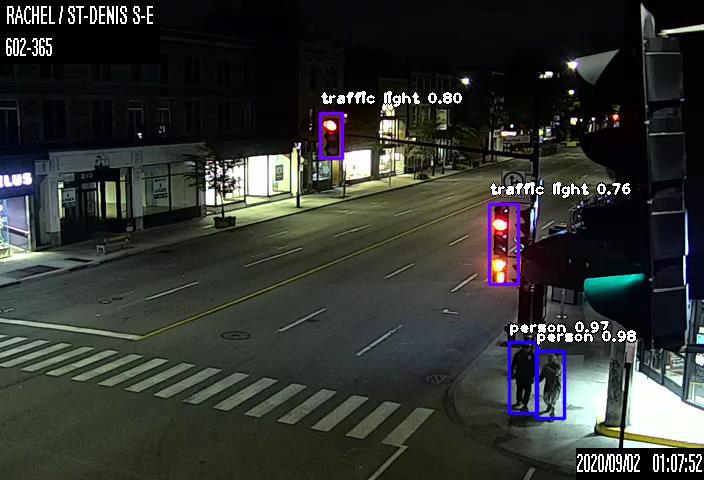 RACHEL / ST-DENIS S-E
602-365
traffic light 0.80
traffic light 0.76
person 0.97
person 0.98
2020/09/02 01:07:52